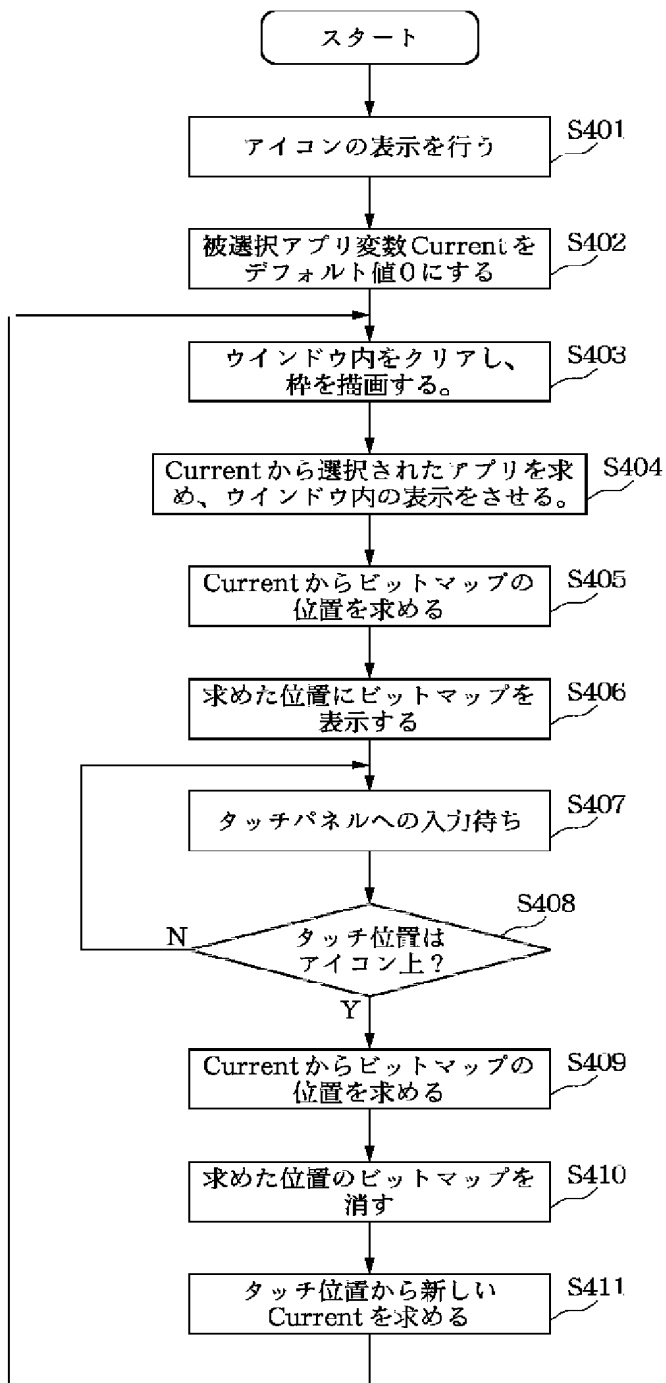 スタート
アイコンの表示を行う
S401
被選択アプリ変数Currentを
デフォルト値0にする
S402
ウインドウ内をクリアし、
枠を描画する。
S403
Currentから選択されたアプリを求
め、ウインドウ内の表示をさせる。
S404
Currentからビットマップの
位置を求める
S405
求めた位置にビットマップを
表示する
S406
タッチパネルへの入力待ち
S407
S408
タッチ位置は
アイコン上？
N
Y
Currentからビットマップの
位置を求める
S409
求めた位置のビットマップを
消す
S410
タッチ位置から新しい
Currentを求める
S411